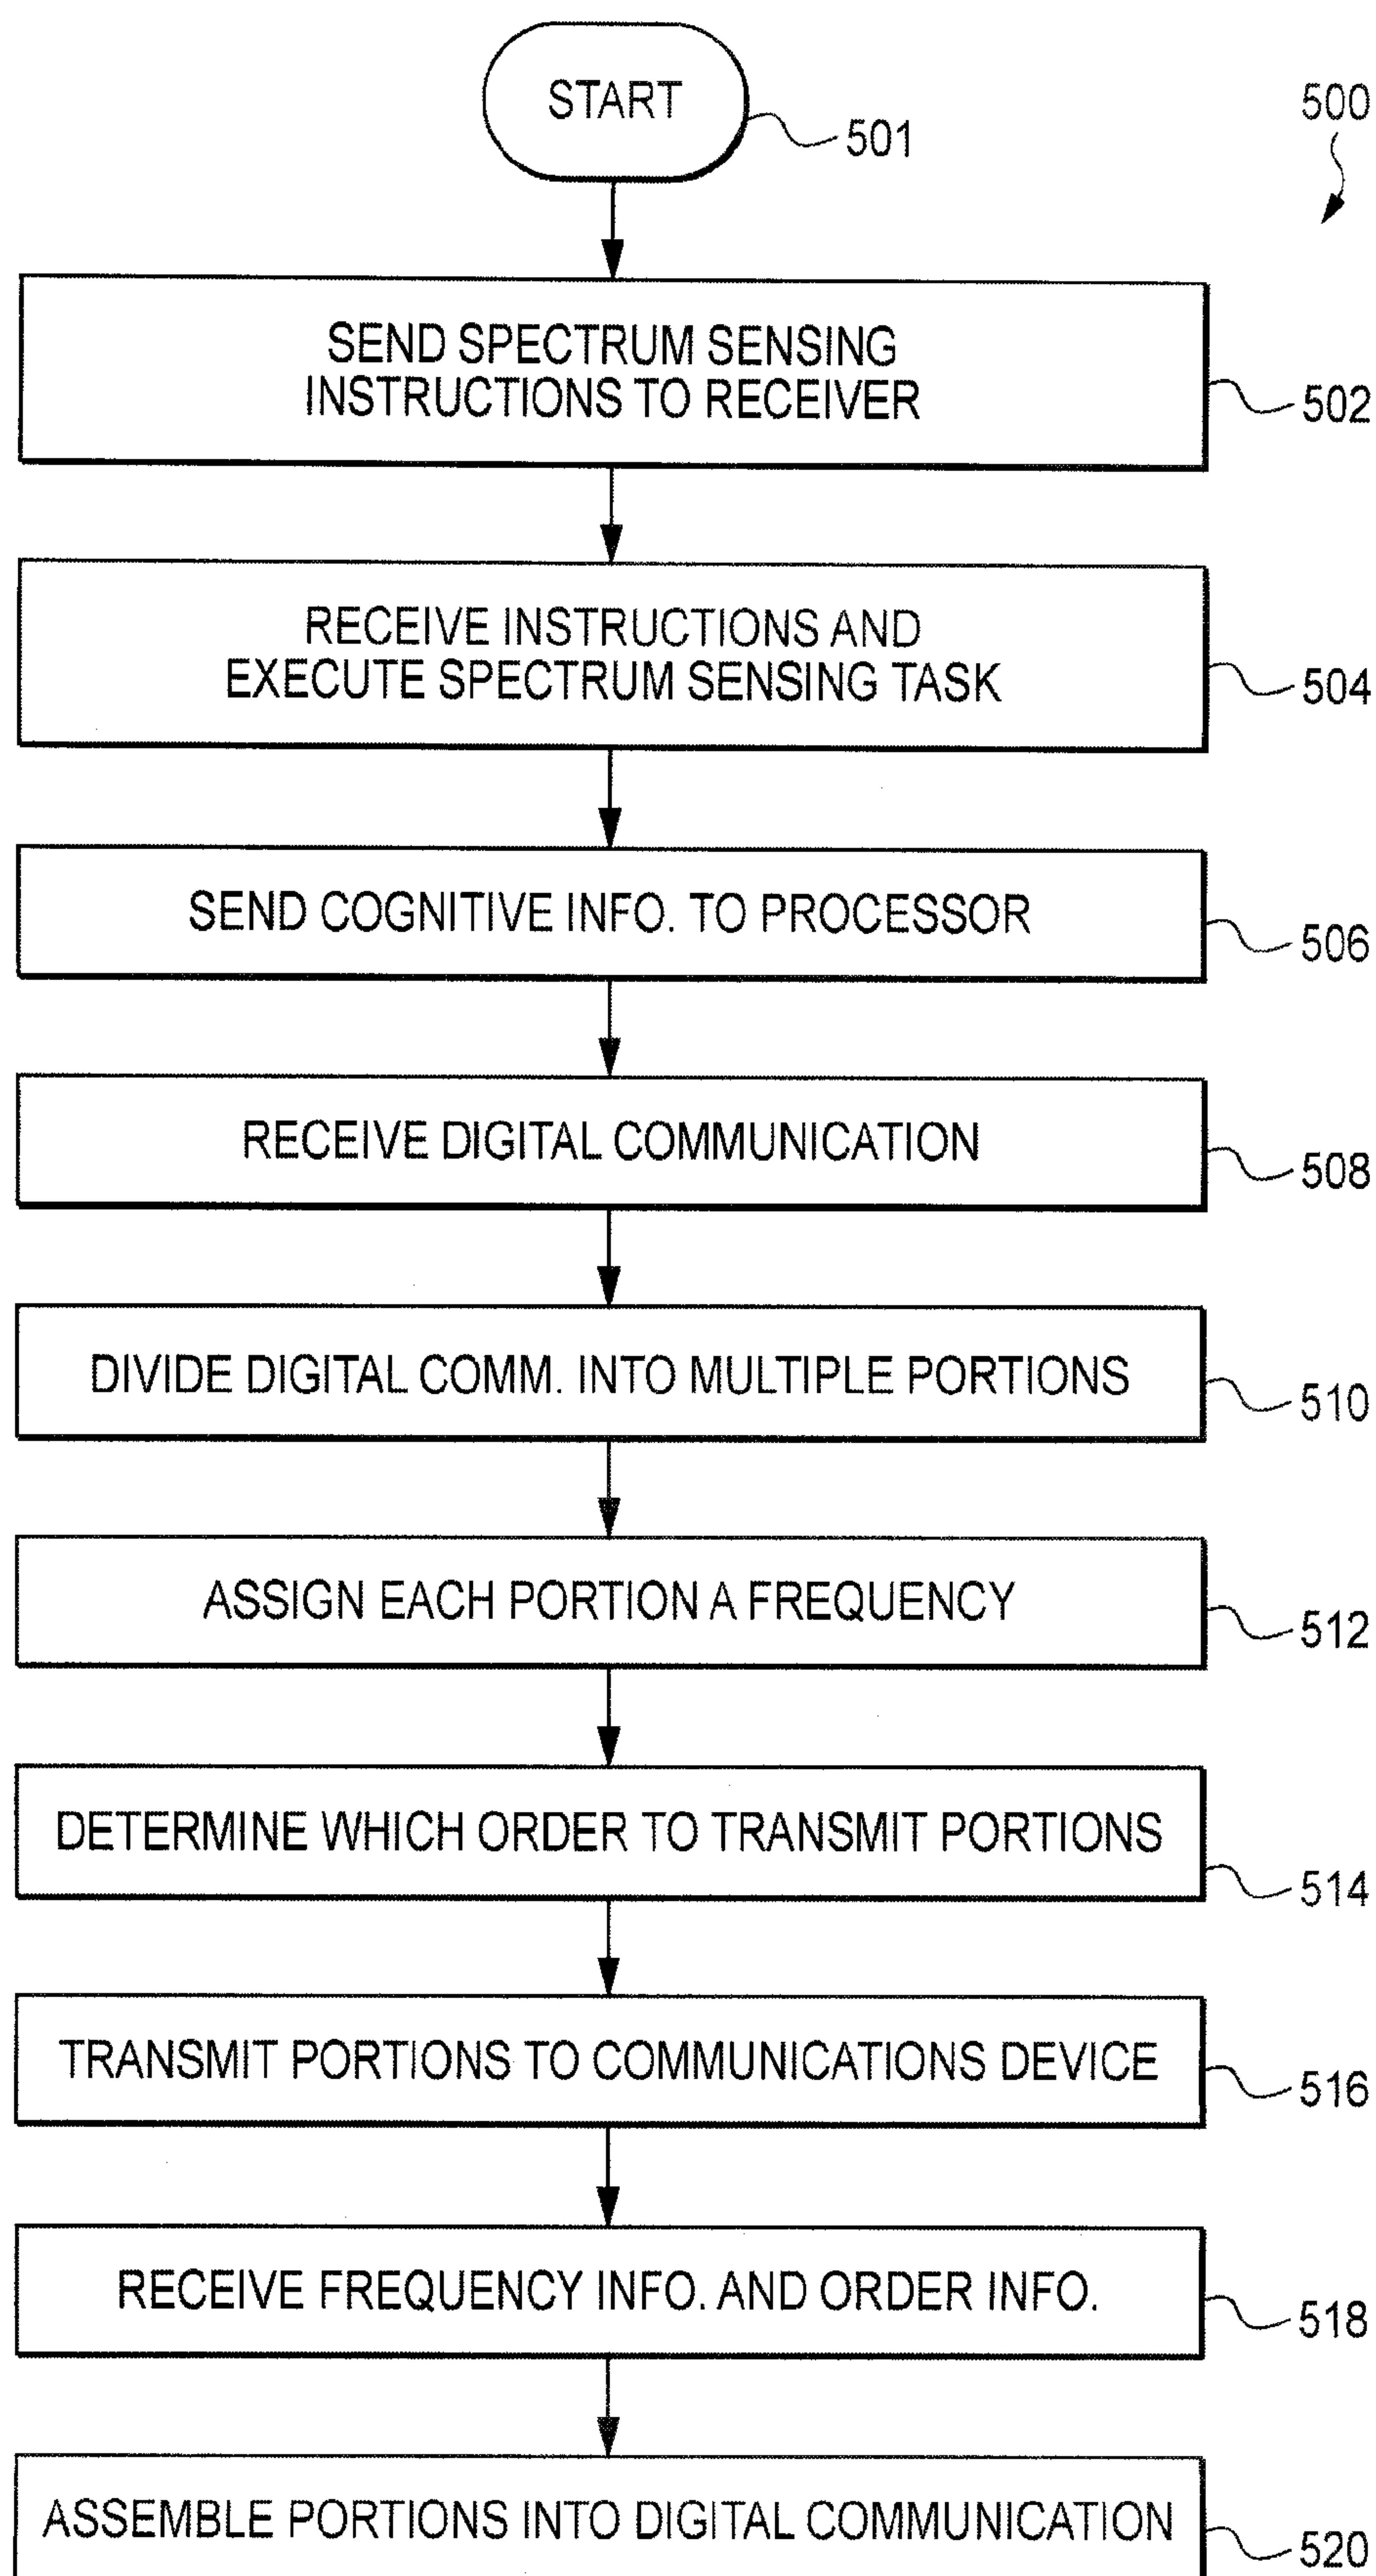 START
501
500
SEND SPECTRUM SENSING
INSTRUCTIONS TO RECEIVER
502
RECEIVE INSTRUCTIONS AND
EXECUTE SPECTRUM SENSING TASK
504
SEND COGNITIVE INFO. TO PROCESSOR
506
RECEIVE DIGITAL COMMUNICATION
508
DIVIDE DIGITAL COMM. INTO MULTIPLE PORTIONS
510
ASSIGN EACH PORTION A FREQUENCY
512
DETERMINE WHICH ORDER TO TRANSMIT PORTIONS
514
TRANSMIT PORTIONS TO COMMUNICATIONS DEVICE
516
RECEIVE FREQUENCY INFO. AND ORDER INFO.
518
ASSEMBLE PORTIONS INTO DIGITAL COMMUNICATION
520